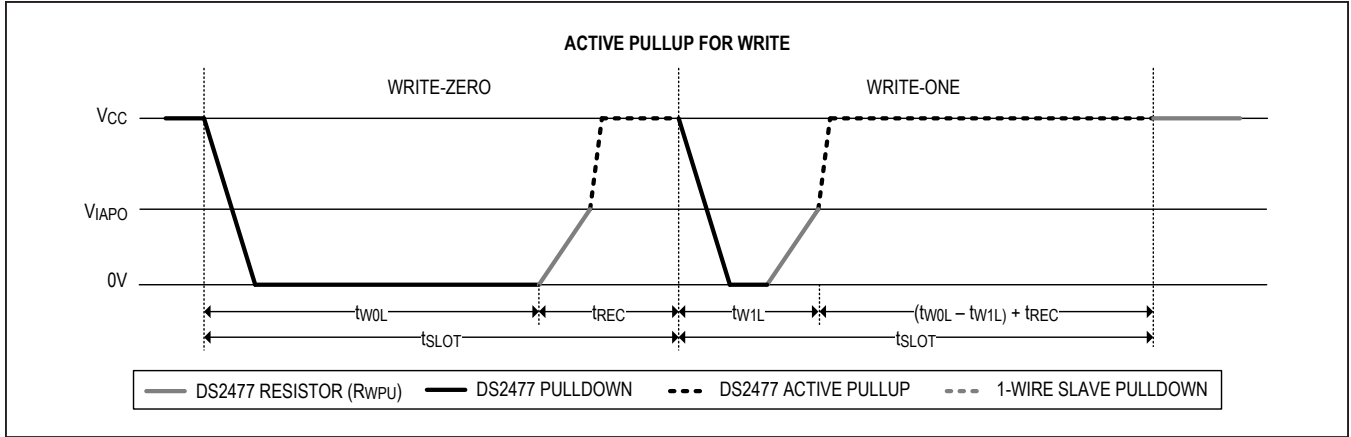 ACTIVE PULLUP FOR WRITE
WRITE-ZERO WRITE-ONE
VCC
VIAPO
0V
tW0L tREC tW1L (tW0L – tW1L) + tREC
tSLOT tSLOT
DS2477 RESISTOR (RWPU) DS2477 PULLDOWN DS2477 ACTIVE PULLUP 1-WIRE SLAVE PULLDOWN